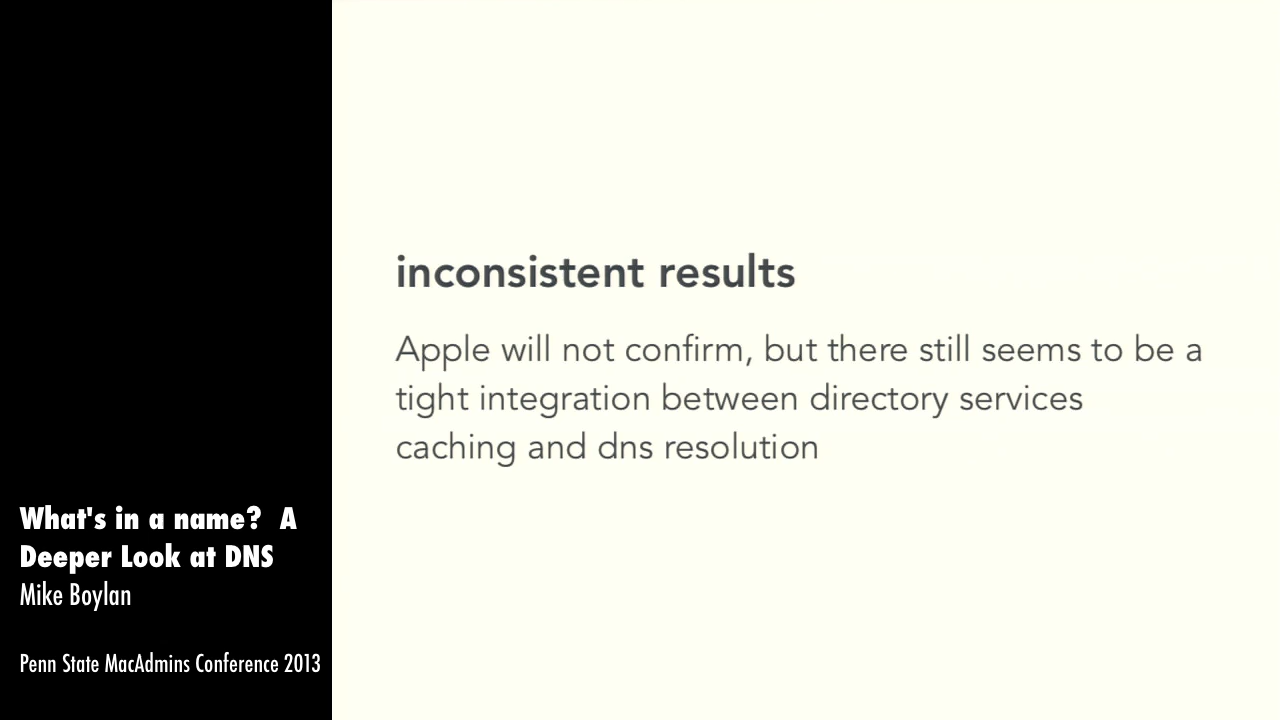 inconsistent results
Apple will not confirm, but there still seems to be a
tight integration between directory services
caching and dns resolution
What's in a name?  A
Deeper Look at DNS
Mike Boylan
Penn State MacAdmins Conference 2013